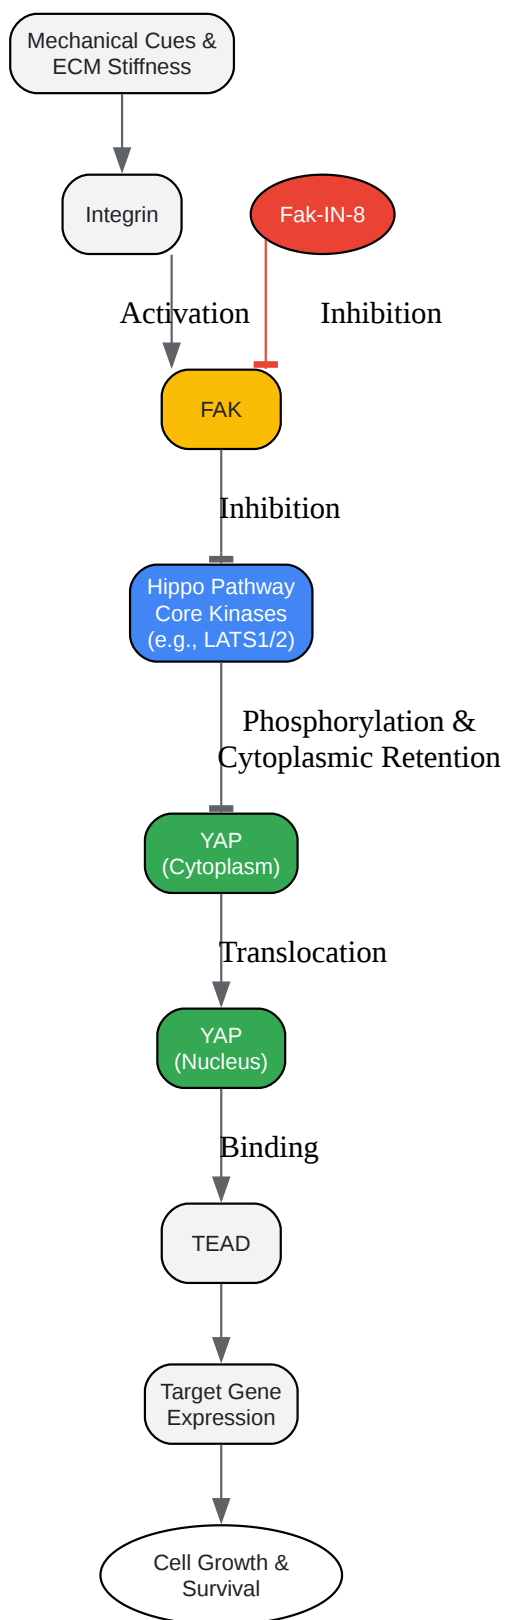 Mechanical Cues &
ECM Stiffness
Integrin
Fak-IN-8
Activation
Inhibition
FAK
Inhibition
Hippo Pathway
Core Kinases
(e.g., LATS1/2)
Phosphorylation &
Cytoplasmic Retention
YAP
(Cytoplasm)
Translocation
YAP
(Nucleus)
Binding
TEAD
Target Gene
Expression
Cell Growth &
Survival